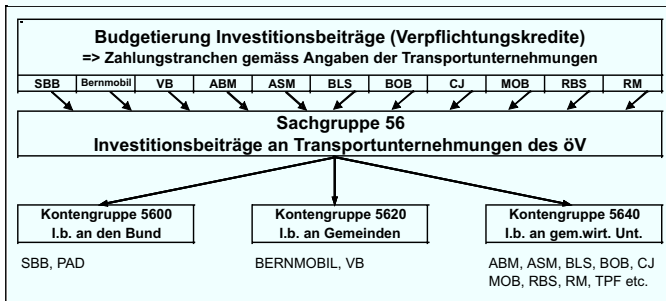 Budgetierung Investitionsbeiträge (Verpflichtungskredite)
=> Zahlungstranchen gemäss Angaben der Transportunternehmungen
SBB Bernmobil VB ABM ASM BLS BOB CJ MOB RBS RM
Sachgruppe 56
Investitionsbeiträge an Transportunternehmungen des öV
Kontengruppe 5600 Kontengruppe 5620 Kontengruppe 5640
I.b. an den Bund I.b. an Gemeinden I.b. an gem.wirt. Unt.
SBB, PAD BERNMOBIL, VB ABM, ASM, BLS, BOB, CJ
MOB, RBS, RM, TPF etc.